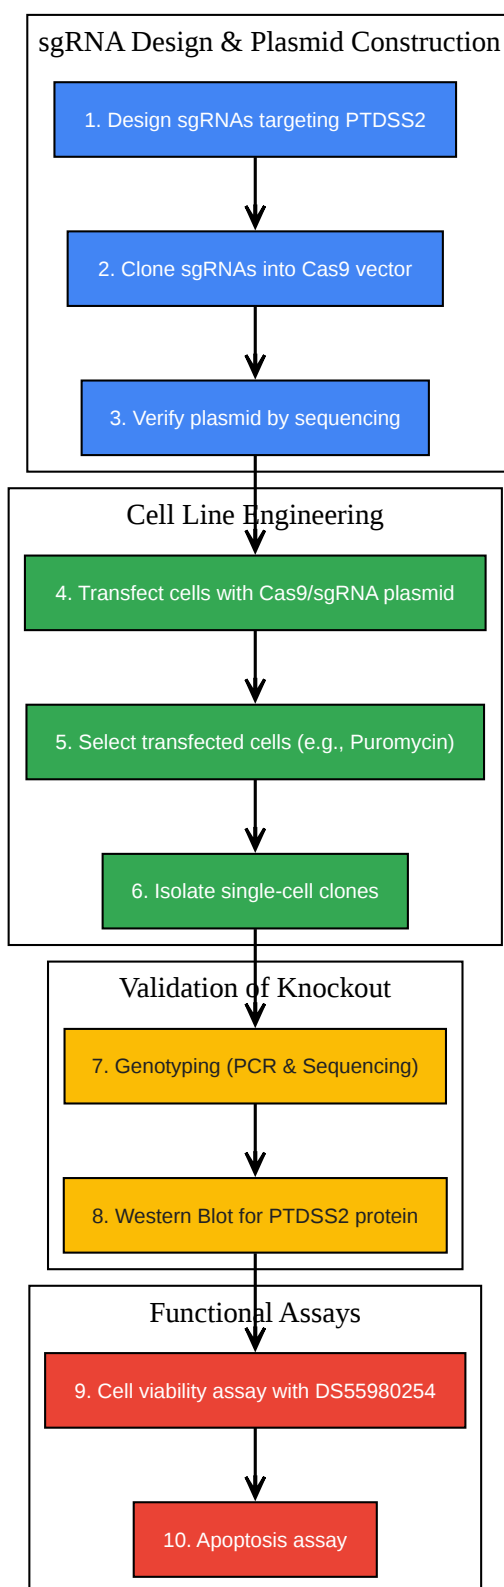 sgRNA Design & Plasmid Construction
1. Design sgRNAs targeting PTDSS2
2. Clone sgRNAs into Cas9 vector
3. Verify plasmid by sequencing
Cell Line Engineering
4. Transfect cells with Cas9/sgRNA plasmid
5. Select transfected cells (e.g., Puromycin)
6. Isolate single-cell clones
Validation of Knockout
7. Genotyping (PCR & Sequencing)
8. Western Blot for PTDSS2 protein
Functional Assays
9. Cell viability assay with DS55980254
10. Apoptosis assay